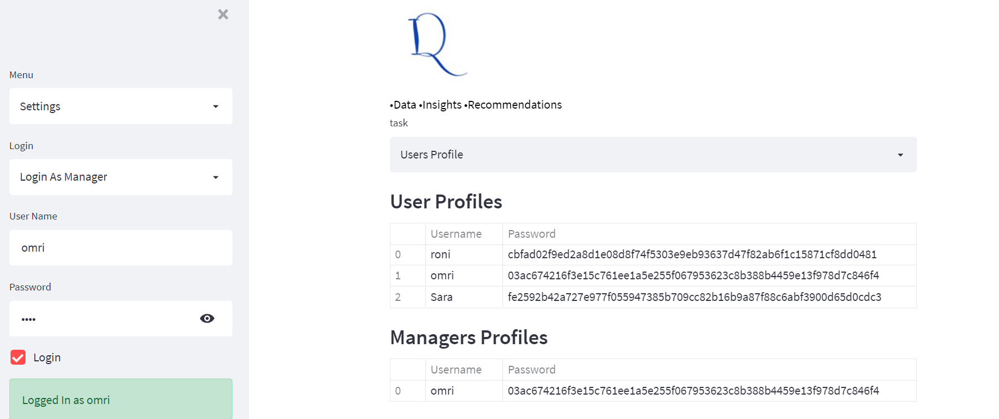 Menu
Settings
Login
Login As Manager
User Name
omri
Password
••••
Login
Logged In as omri
•Data •Insights •Recommendations
task
Users Profile
User Profiles
Username Password
0 roni cbfad02f9ed2a8d1e08d8f74f5303e9eb93637d47f82ab6f1c15871cf8dd0481
1 omri 03ac674216f3e15c761ee1a5e255f067953623c8b388b4459e13f978d7c846f4
2 Sara fe2592b42a727e977f055947385b709cc82b16b9a87f88c6abf3900d65d0cdc3
Managers Profiles
Username Password
0 omri 03ac674216f3e15c761ee1a5e255f067953623c8b388b4459e13f978d7c846f4